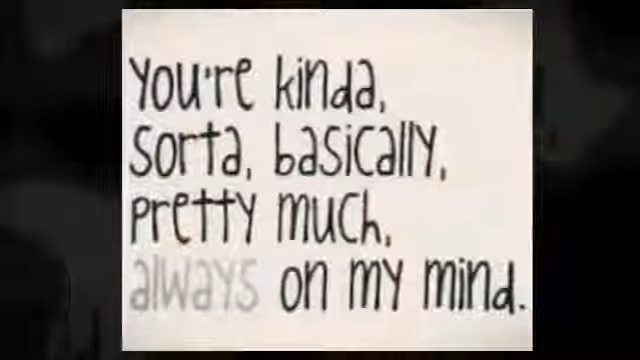 You're kinda,
sorta, basically,
pretty much,
always on my mind.